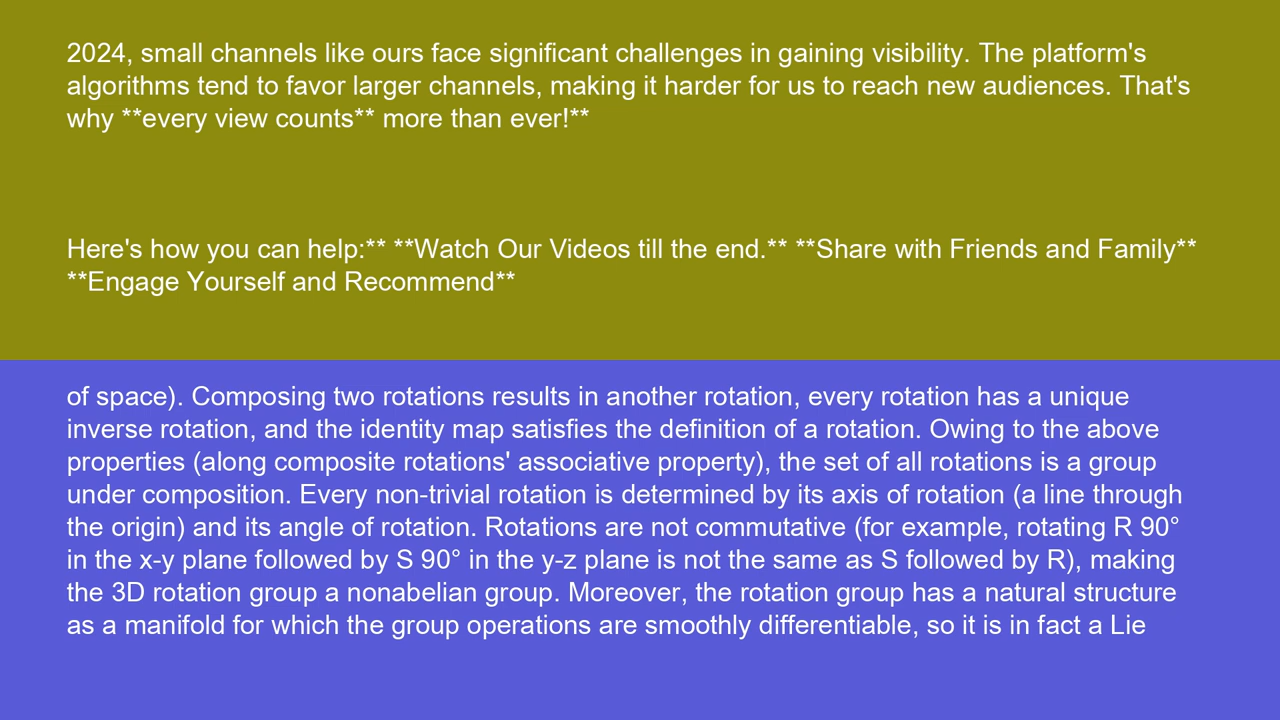 2024, small channels like ours face significant challenges in gaining visibility. The platform's
algorithms tend to favor larger channels, making it harder for us to reach new audiences. That's
why **every view counts** more than ever!**
Here's how you can help:** **Watch Our Videos till the end.** **Share with Friends and Family**
**Engage Yourself and Recommend**
of space). Composing two rotations results in another rotation, every rotation has a unique
inverse rotation, and the identity map satisfies the definition of a rotation. Owing to the above
properties (along composite rotations' associative property), the set of all rotations is a group
under composition. Every non-trivial rotation is determined by its axis of rotation (a line through
the origin) and its angle of rotation. Rotations are not commutative (for example, rotating R 90°
in the x-y plane followed by S 90° in the y-z plane is not the same as S followed by R), making
the 3D rotation group a nonabelian group. Moreover, the rotation group has a natural structure
as a manifold for which the group operations are smoothly differentiable, so it is in fact a Lie